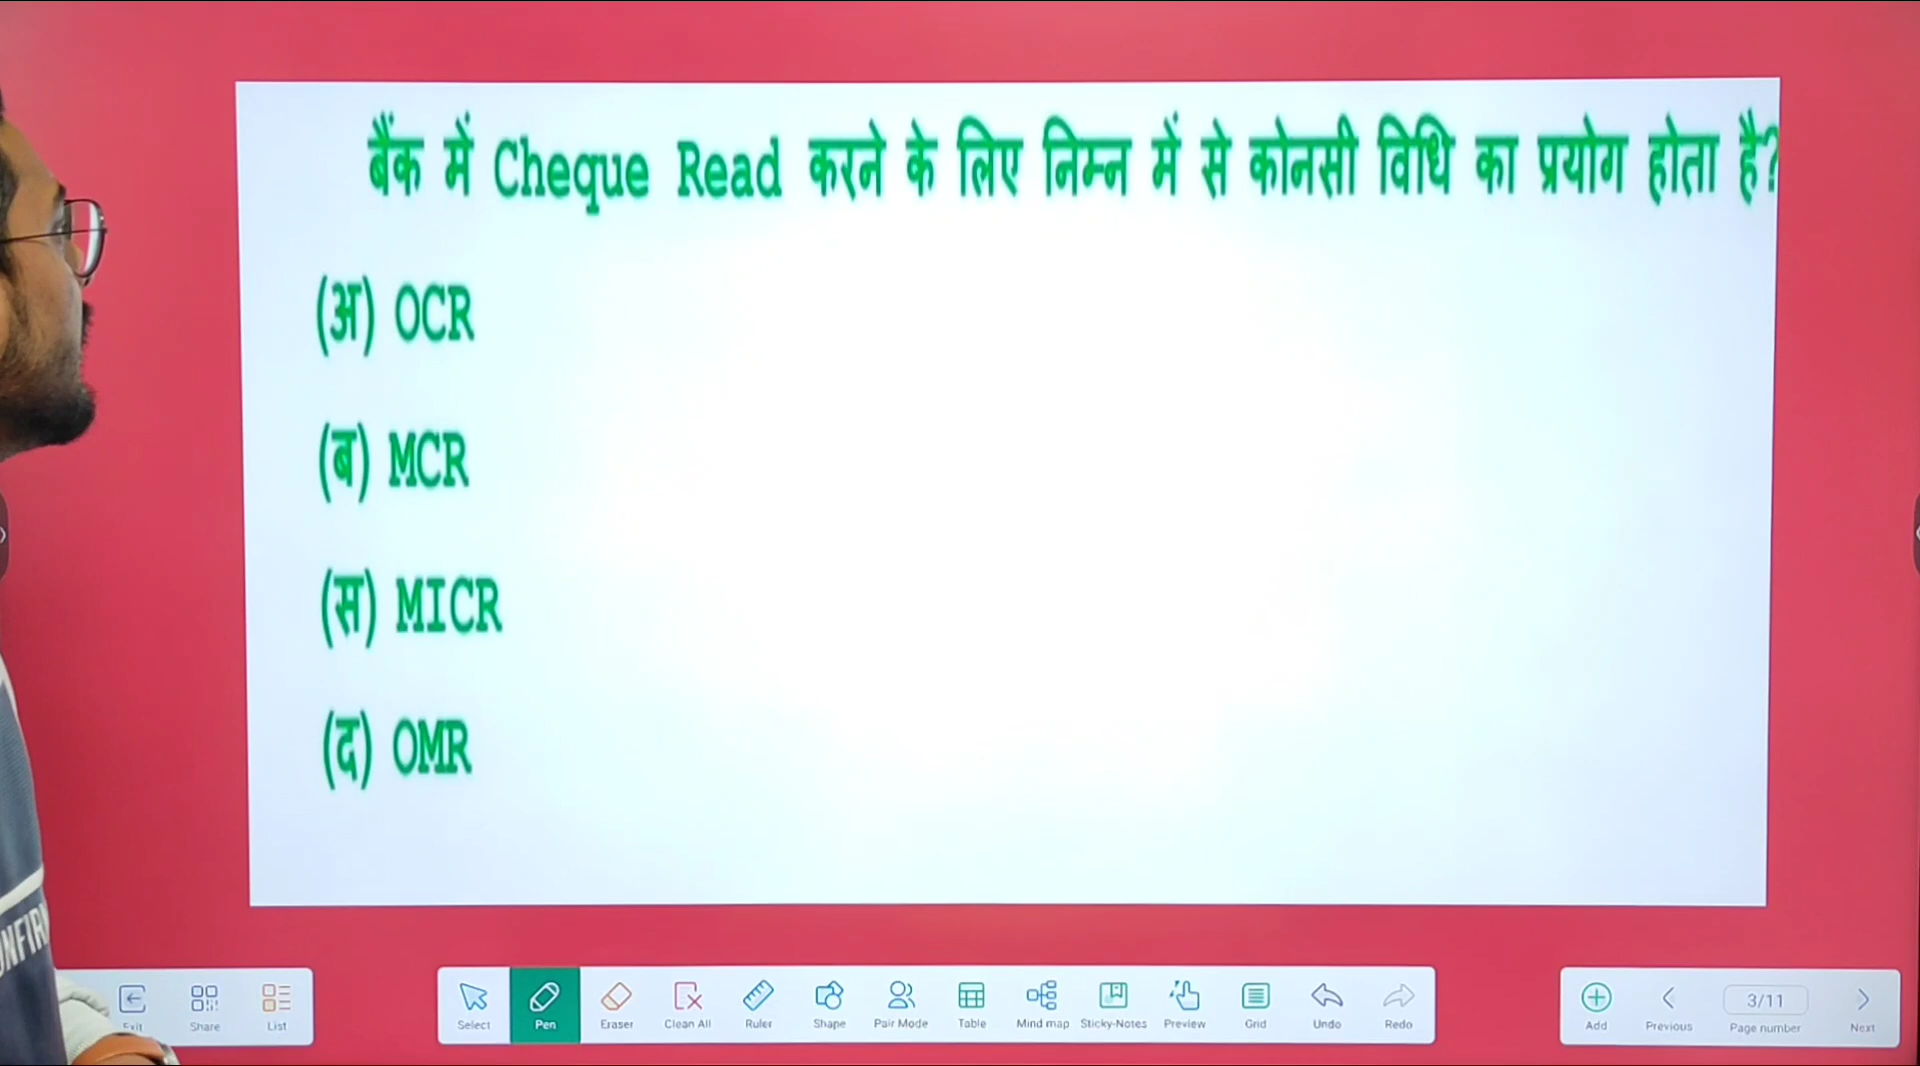 बैंक में Cheque Read करने के लिए निम्न में से कोनसी विधि का प्रयोग होता है?
(अ) OCR
(ब) MCR
(स) MICR
(द) OMR
Exit Share List
Select Pen Eraser Clean All Ruler Shape Pair Mode Table Mind map Sticky-Notes Preview Grid Undo Redo
3/11
Add Previous Page number Next